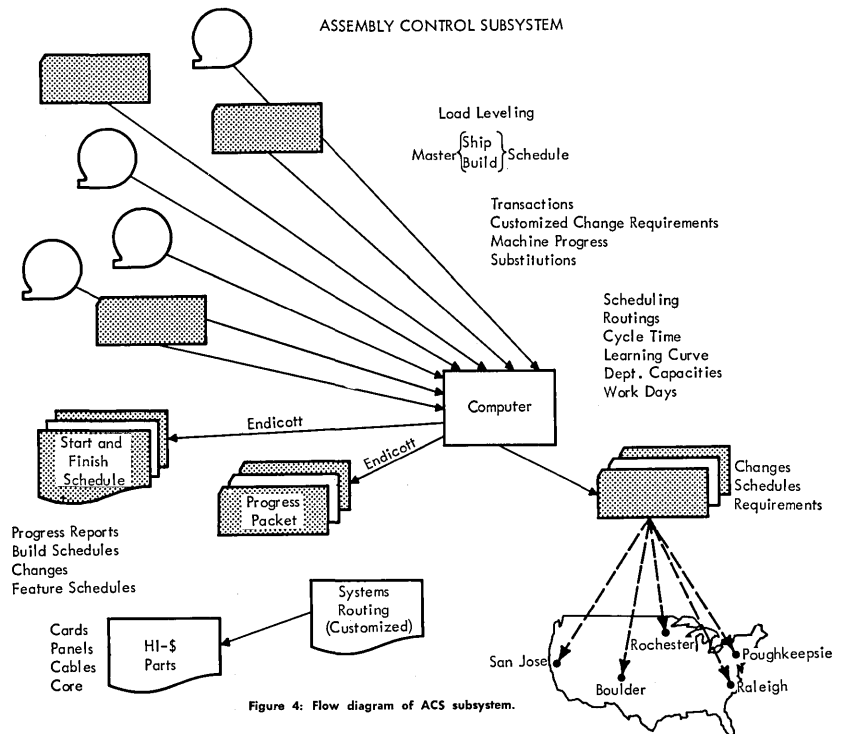 ASSEMBLY CONTROL SUBSYSTEM
Load Leveling
Master {Ship Build} Schedule
Transactions
Customized Change Requirements
Machine Progress
Substitutions
Scheduling
Routings
Cycle Time
Learning Curve
Dept. Capacities
Work Days
Computer
Endicott
Endicott
Start and
Finish
Schedule
Progress
Packet
Changes
Schedules
Requirements
Progress Reports
Build Schedules
Changes
Feature Schedules
Systems
Routing
(Customized)
Cards
Panels
Cables
Core
HI-$
Parts
San Jose
Boulder
Rochester
Poughkeepsie
Raleigh
Figure 4: Flow diagram of ACS subsystem.